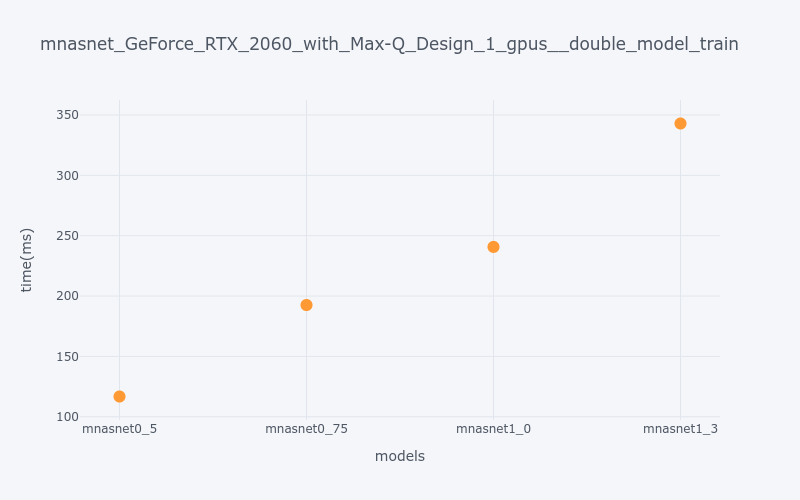 mnasnet_GeForce_RTX_2060_with_Max-Q_Design_1_gpus__double_model_train
350
300
250
200
150
100
time(ms)
mnasnet0_5
mnasnet0_75
mnasnet1_0
mnasnet1_3
models